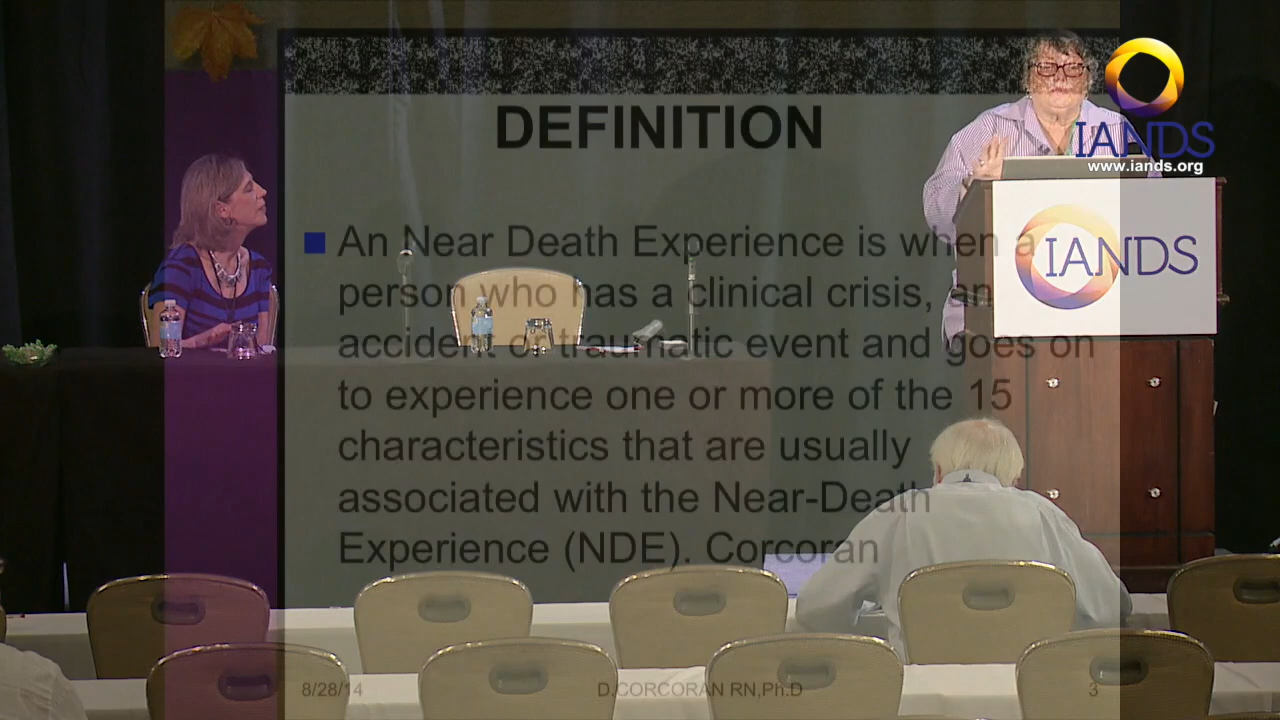 DEFINITION
An Near Death Experience is when a
person who has a clinical crisis, an
accident or traumatic event and goes on
to experience one or more of the 15
characteristics that are usually
associated with the Near-Death
Experience (NDE). Corcoran
8/28/14
D.CORCORAN RN,Ph.D
3
IANDS
www.iands.org
IANDS